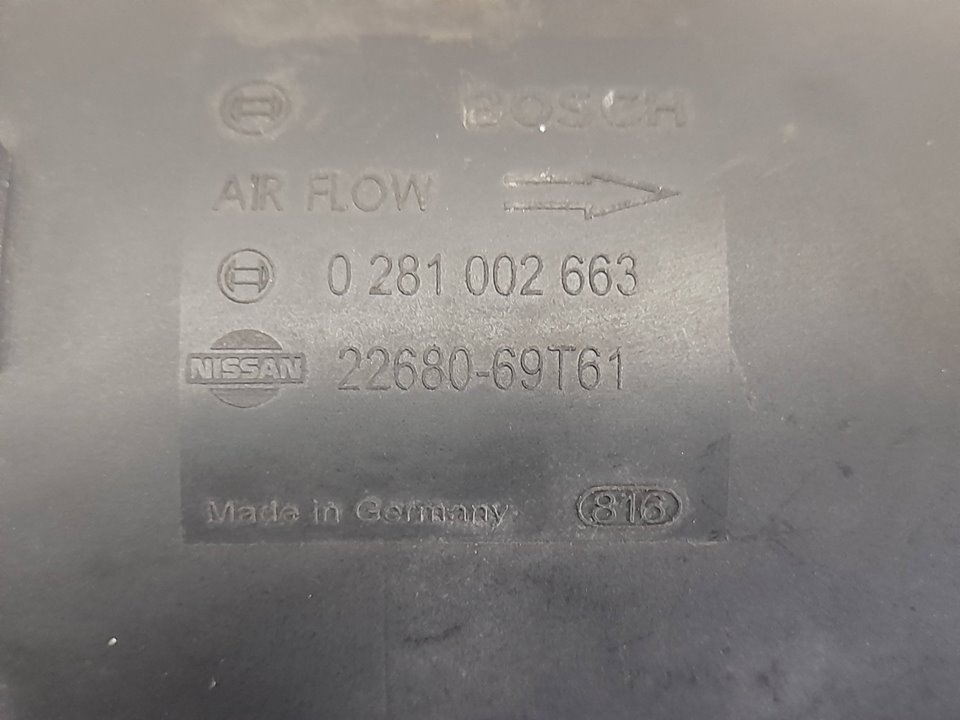 BOSCH
AIR FLOW
0 281 002 663
NISSAN 22680-69T61
Made in Germany 816